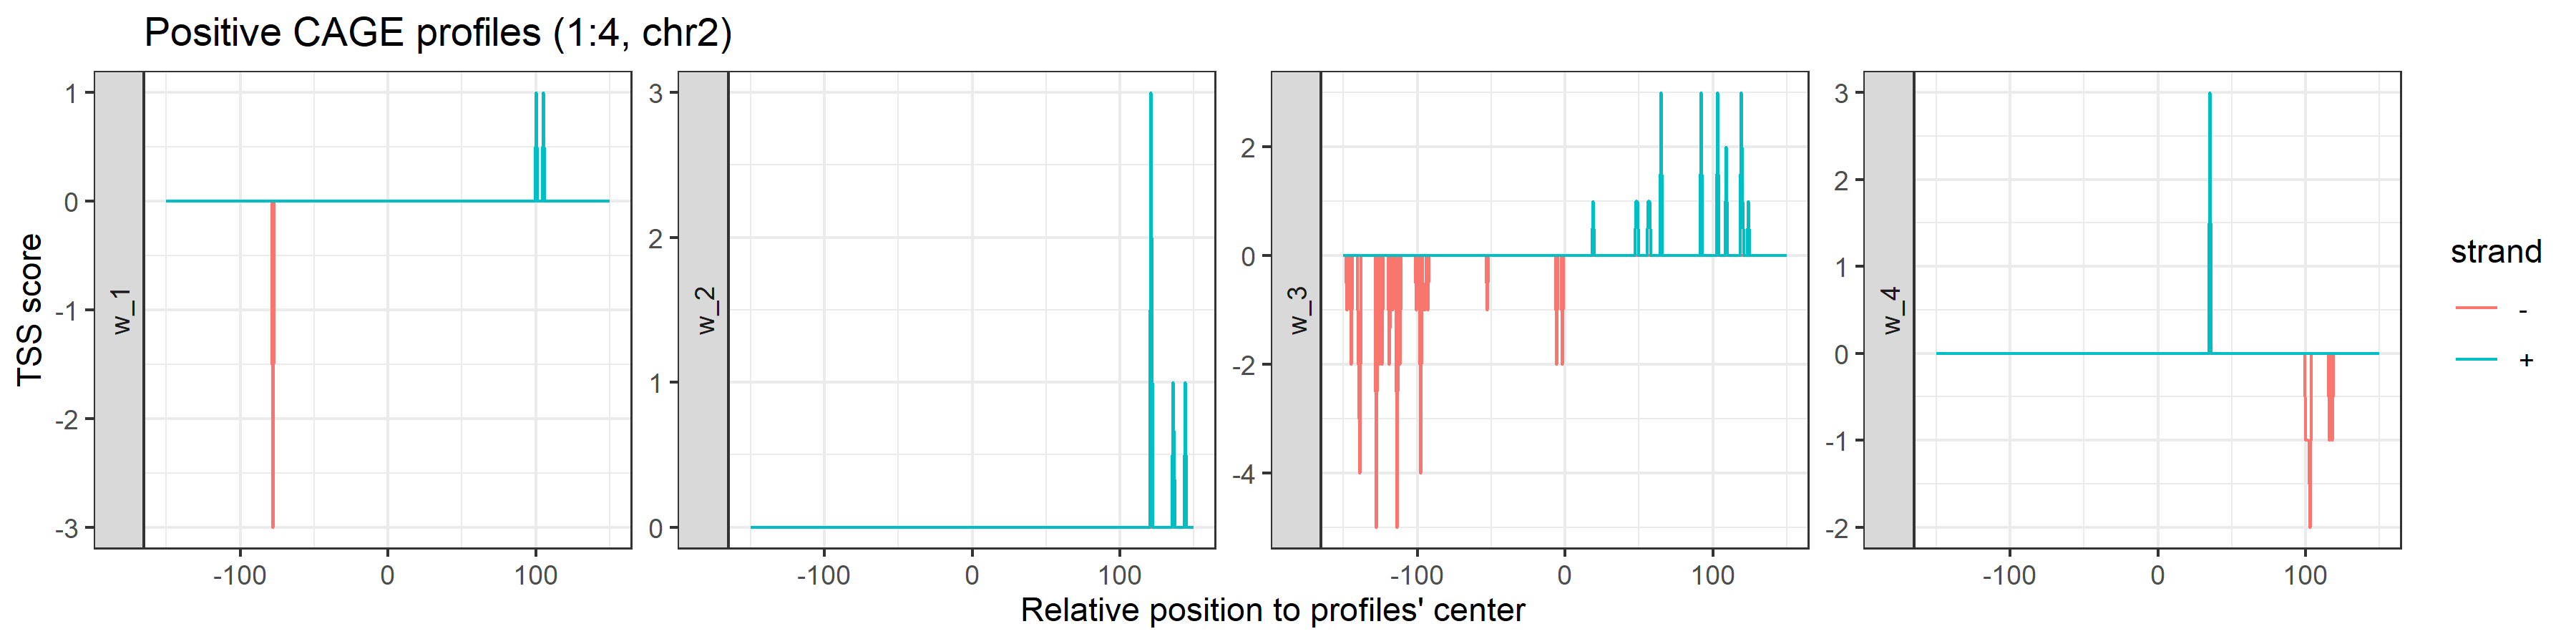 Positive CAGE profiles (1:4, chr2)
TSS score
w_1
1
0
-1
-2
-3
-100 0 100
w_2
3
2
1
0
-100 0 100
w_3
2
0
-2
-4
-100 0 100
w_4
3
2
1
0
-1
-2
-100 0 100
Relative position to profiles' center
strand
-
+